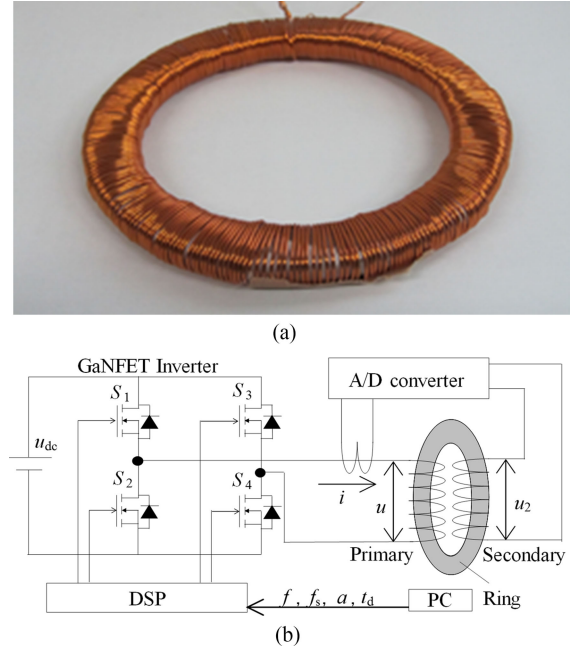 (a)
GaNFET Inverter
A/D converter
S1
S3
udc
S2
S4
i
u
u2
Primary
Secondary
DSP
f , fs, a, td
PC
Ring
(b)